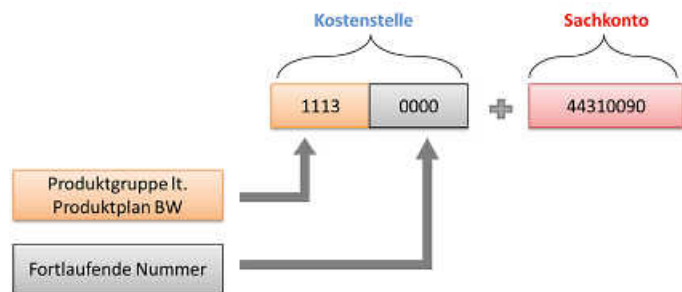 Kostenstelle
Sachkonto
1113
0000
44310090
Produktgruppe lt.
Produktplan BW
Fortlaufende Nummer